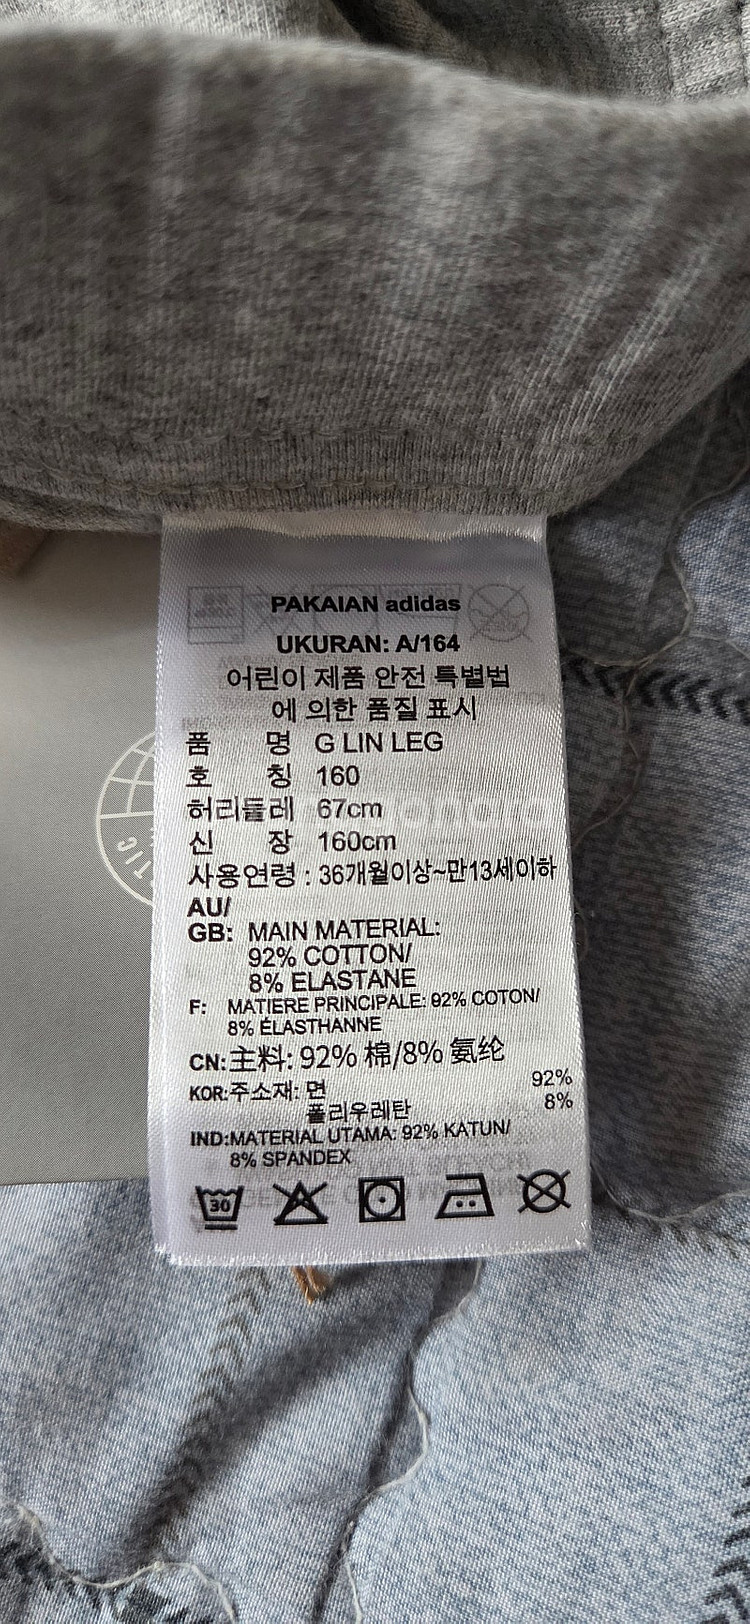 PAKAIAN adidas
UKURAN: A/164
어린이 제품 안전 특별법
에 의한 품질 표시
품 명 G LIN LEG
호 칭 160
허리둘레 67cm
신 장 160cm
사용연령 : 36개월이상~만13세이하
AU/
GB: MAIN MATERIAL:
92% COTTON/
8% ELASTANE
F: MATIERE PRINCIPALE: 92% COTON/
8% ÉLASTHANNE
CN: 主料: 92% 棉/8% 氨纶
KOR: 주소재: 면 92%
폴리우레탄 8%
IND: MATERIAL UTAMA: 92% KATUN/
8% SPANDEX
30